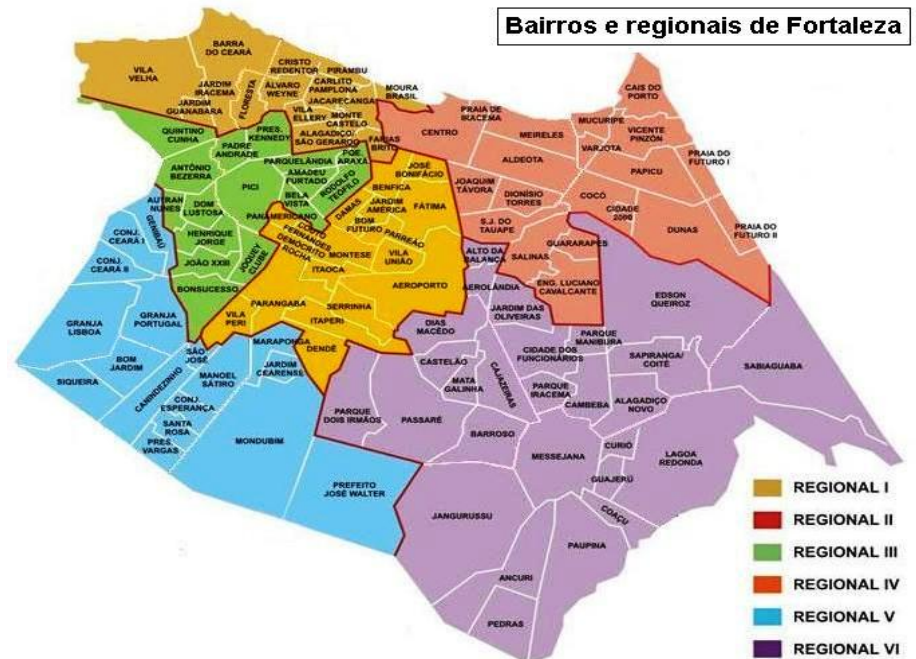 Bairros e regionais de Fortaleza
VILA
VELHA
BARRA
DO CEARÁ
JARDIM
IRACEMA
JARDIM
GUANABARA
FLORESTA
CRISTO
REDENTOR
PIRAMBU
ÁLVARO
WEYNE
CARLITO
PAMPLONA
JACARECANGA
VILA
ELLERY
MONTE
CASTELO
ALAGADIÇO/
SÃO GERARDO
FARIAS
BRITO
MOURA
BRASIL
QUINTINO
CUNHA
PADRE
ANDRADE
PRES.
KENNEDY
PARQUELÂNDIA
PQE.
ARAXÁ
ANTÔNIO
BEZERRA
PICI
AMADEU
FURTADO
RODOLFO
TEÓFILO
BELA
VISTA
AUTRAN
NUNES
DOM
LUSTOSA
PANAMERICANO
HENRIQUE
JORGE
JOÃO XXIII
JOQUEY
CLUBE
BONSUCESSO
CENTRO
PRAIA DE
IRACEMA
MEIRELES
ALDEOTA
MUCURIPE
VARJOTA
CAIS DO
PORTO
VICENTE
PINZÓN
PAPICU
PRAIA DO
FUTURO I
JOAQUIM
TÁVORA
DIONÍSIO
TORRES
COCÓ
CIDADE
2000
DUNAS
PRAIA DO
FUTURO II
S.J. DO
TAUAPE
SALINAS
GUARARAPES
ENG. LUCIANO
CAVALCANTE
JOSÉ
BONIFÁCIO
BENFICA
DAMAS
JARDIM
AMÉRICA
FÁTIMA
BOM
FUTURO
PARREÃO
COUTO
FERNANDES
DEMÓCRITO
ROCHA
MONTESE
VILA
UNIÃO
ITAOCA
AEROPORTO
PARANGABA
SERRINHA
VILA
PERI
ITAPERI
DENDÊ
GENIBAÚ
CONJ.
CEARÁ I
CONJ.
CEARÁ II
GRANJA
LISBOA
GRANJA
PORTUGAL
BOM
JARDIM
SIQUEIRA
CANINDEZINHO
SÃO
JOSÉ
MARAPONGA
MANOEL
SÁTIRO
JARDIM
CEARENSE
CONJ.
ESPERANÇA
SANTA
ROSA
PRES.
VARGAS
MONDUBIM
PREFEITO
JOSÉ WALTER
ALTO DA
BALANÇA
AEROLÂNDIA
JARDIM DAS
OLIVEIRAS
DIAS
MACÊDO
CASTELÃO
MATA
GALINHA
CAJAZEIRAS
CIDADE DOS
FUNCIONÁRIOS
PARQUE
MANIBURA
EDSON
QUEIROZ
SAPIRANGA/
COITÉ
SABIAGUABA
PARQUE
IRACEMA
CAMBEBA
ALAGADIÇO
NOVO
PARQUE
DOIS IRMÃOS
PASSARÉ
BARROSO
MESSEJANA
CURIÓ
LAGOA
REDONDA
GUAJERÚ
COAÇU
JANGURUSSU
PAUPINA
ANCURI
PEDRAS
REGIONAL I
REGIONAL II
REGIONAL III
REGIONAL IV
REGIONAL V
REGIONAL VI